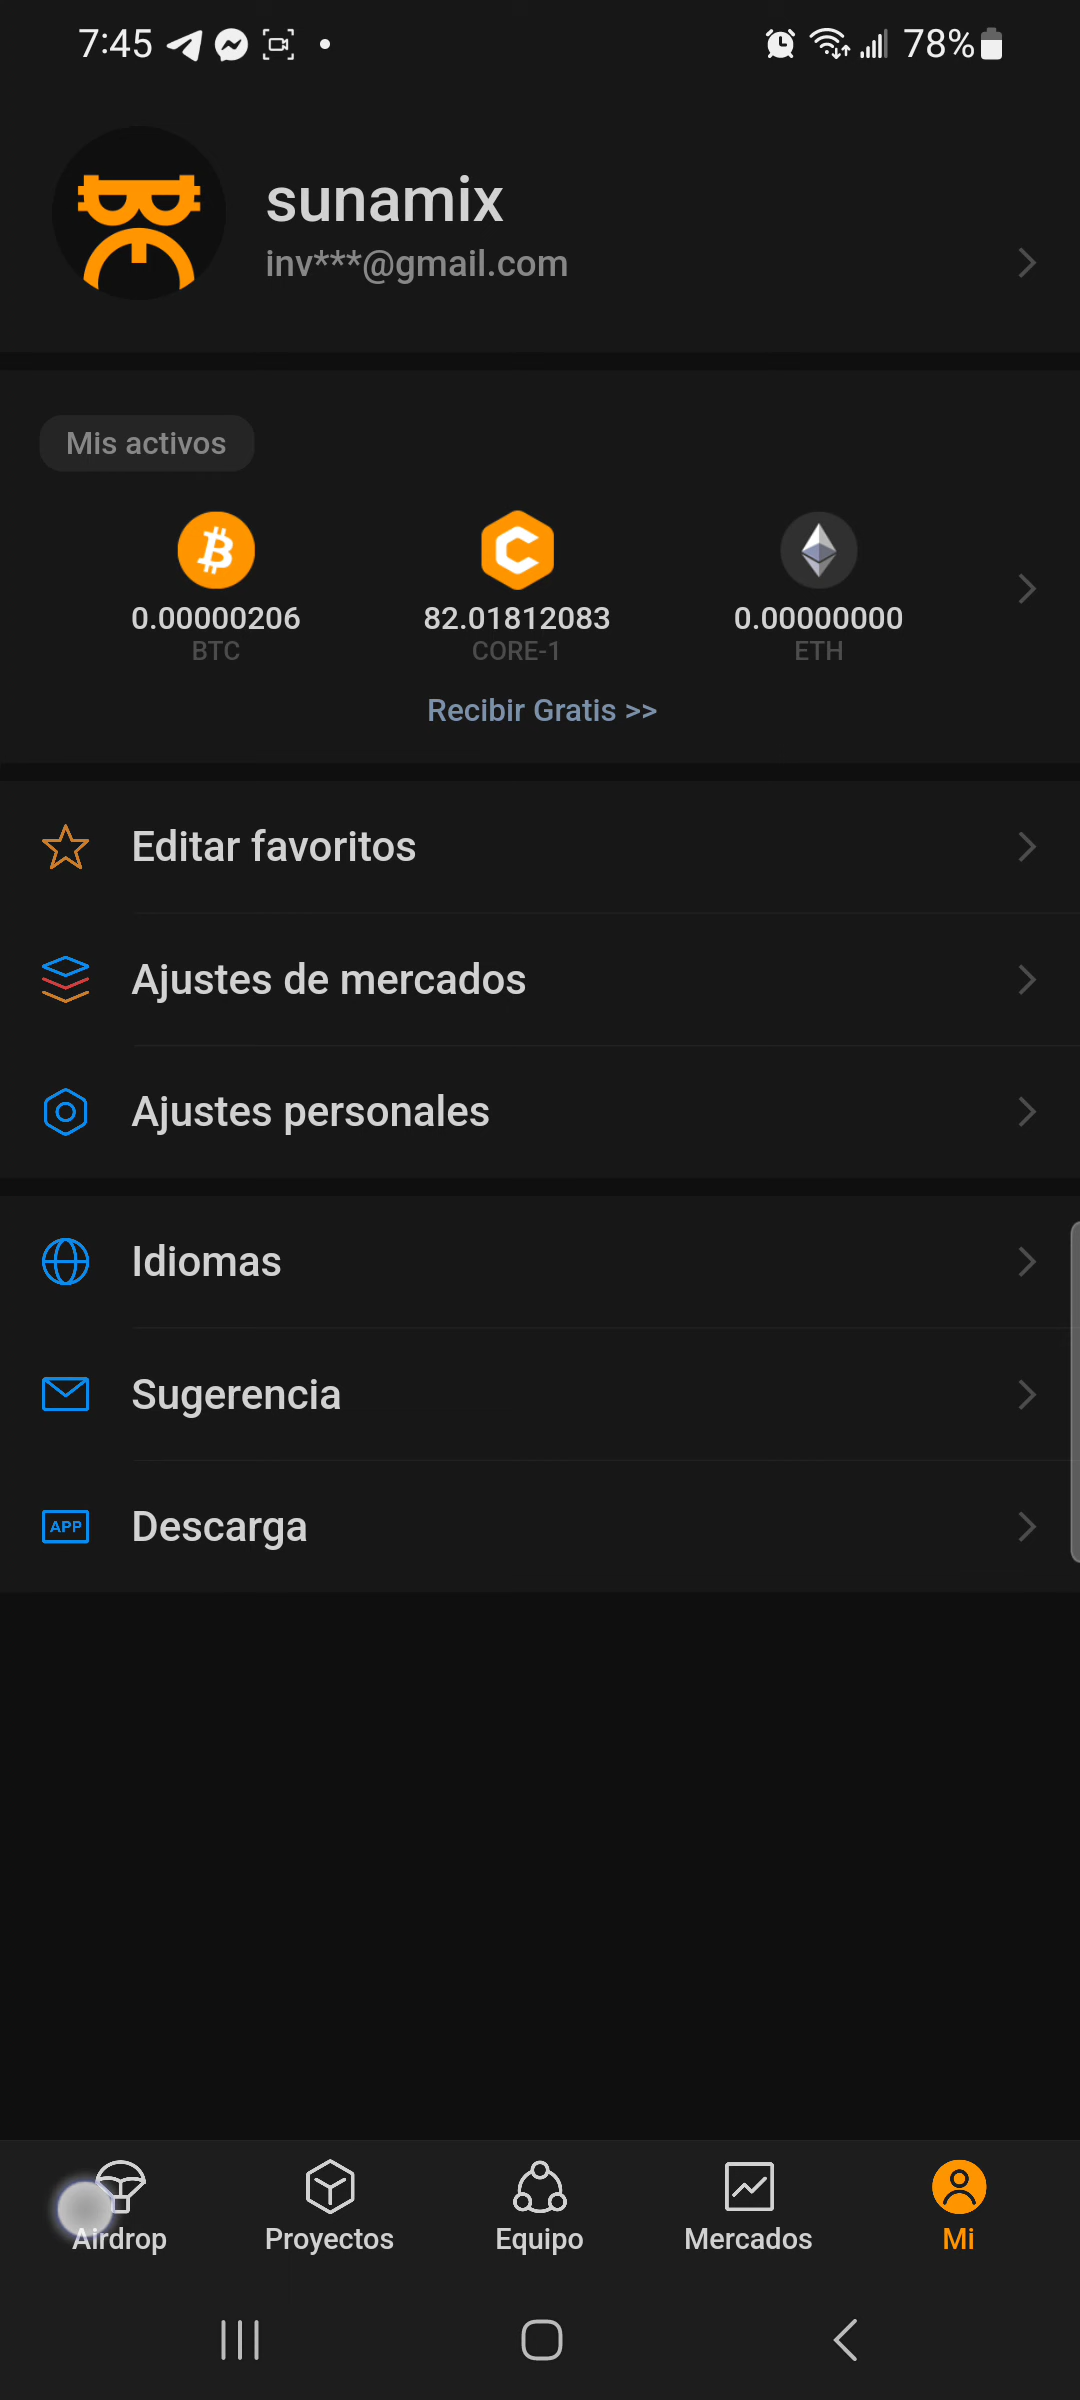 7:45 78%
sunamix
inv***@gmail.com
Mis activos
0.00000206 82.01812083 0.00000000
BTC CORE-1 ETH
Recibir Gratis >>
Editar favoritos
Ajustes de mercados
Ajustes personales
Idiomas
Sugerencia
APP Descarga
Airdrop Proyectos Equipo Mercados Mi